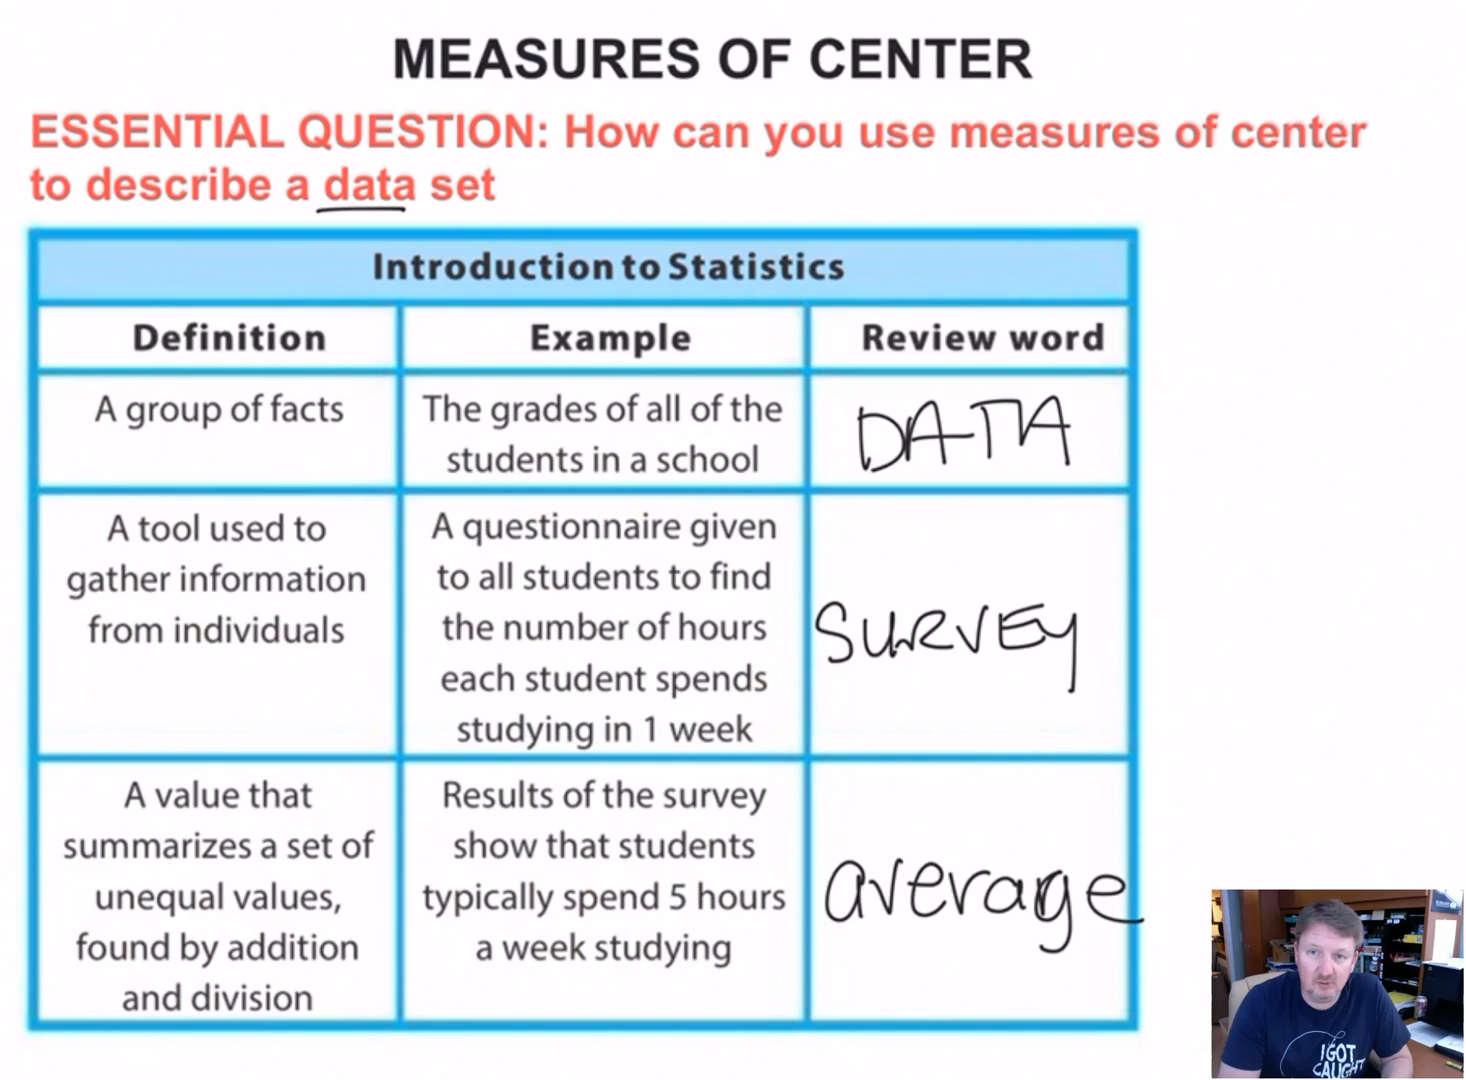 MEASURES OF CENTER
ESSENTIAL QUESTION: How can you use measures of center
to describe a data set
Introduction to Statistics
Definition
Example
Review word
A group of facts
The grades of all of the
students in a school
DATA
A tool used to
gather information
from individuals
A questionnaire given
to all students to find
the number of hours
each student spends
studying in 1 week
SURVEY
A value that
summarizes a set of
unequal values,
found by addition
and division
Results of the survey
show that students
typically spend 5 hours
a week studying
average
I GOT
CAUGHT